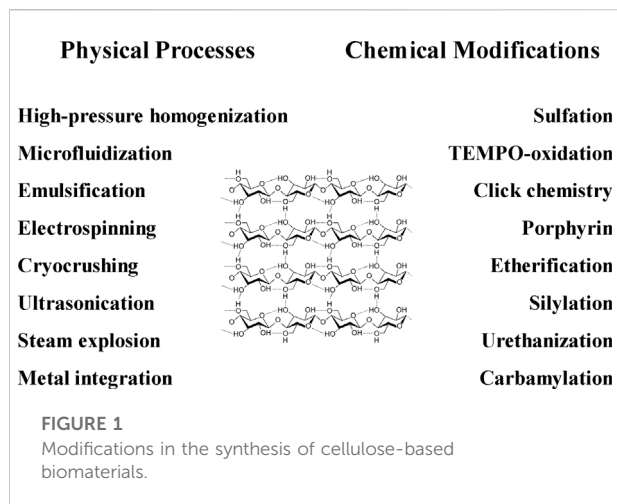 Physical Processes Chemical Modifications
High-pressure homogenization Sulfation
Microfluidization TEMPO-oxidation
Emulsification Click chemistry
Electrospinning Porphyrin
Cryocrushing Etherification
Ultrasonication Silylation
Steam explosion Urethanization
Metal integration Carbamylation
FIGURE 1
Modifications in the synthesis of cellulose-based
biomaterials.